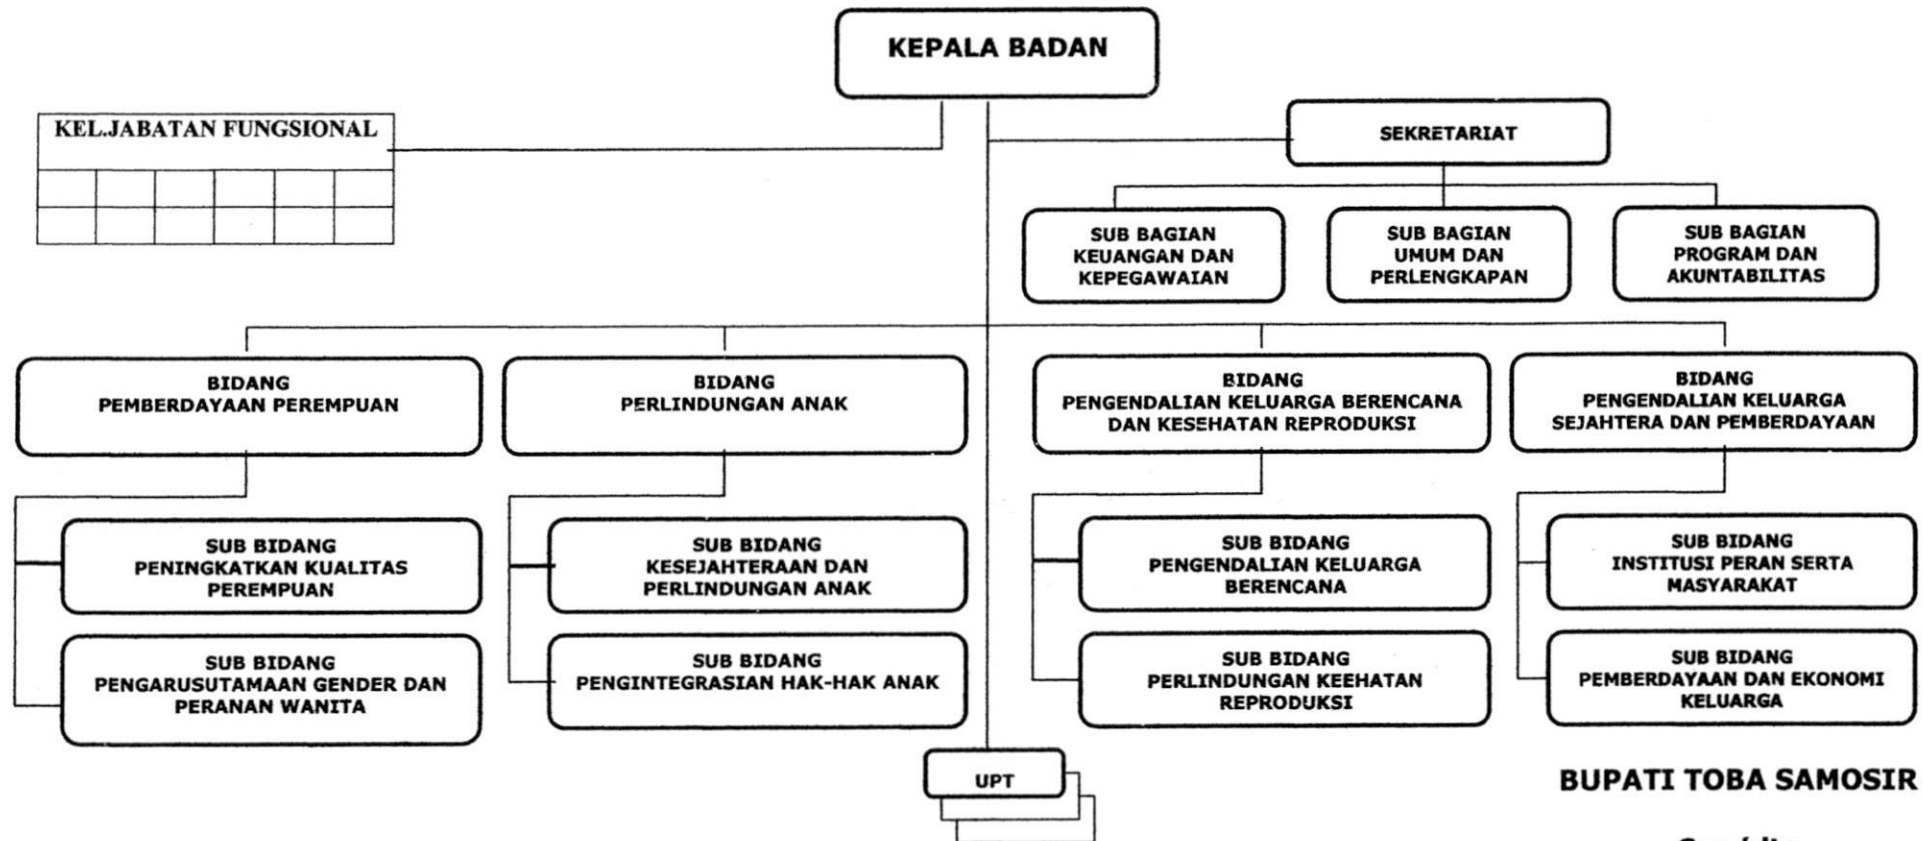 KEPALA BADAN
KEL.JABATAN FUNGSIONAL
SEKRETARIAT
SUB BAGIAN
KEUANGAN DAN
KEPEGAWAIAN
SUB BAGIAN
UMUM DAN
PERLENGKAPAN
SUB BAGIAN
PROGRAM DAN
AKUNTABILITAS
BIDANG
PEMBERDAYAAN PEREMPUAN
BIDANG
PERLINDUNGAN ANAK
BIDANG
PENGENDALIAN KELUARGA BERENCANA
DAN KESEHATAN REPRODUKSI
BIDANG
PENGENDALIAN KELUARGA
SEJAHTERA DAN PEMBERDAYAAN
SUB BIDANG
PENINGKATKAN KUALITAS
PEREMPUAN
SUB BIDANG
KESEJAHTERAAN DAN
PERLINDUNGAN ANAK
SUB BIDANG
PENGENDALIAN KELUARGA
BERENCANA
SUB BIDANG
INSTITUSI PERAN SERTA
MASYARAKAT
SUB BIDANG
PENGARUSUTAMAAN GENDER DAN
PERANAN WANITA
SUB BIDANG
PENGINTEGRASIAN HAK-HAK ANAK
SUB BIDANG
PERLINDUNGAN KEEHATAN
REPRODUKSI
SUB BIDANG
PEMBERDAYAAN DAN EKONOMI
KELUARGA
UPT
BUPATI TOBA SAMOSIR